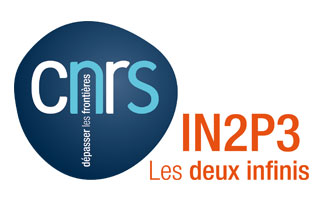 cnrs
dépasser les frontières
IN2P3
Les deux infinis